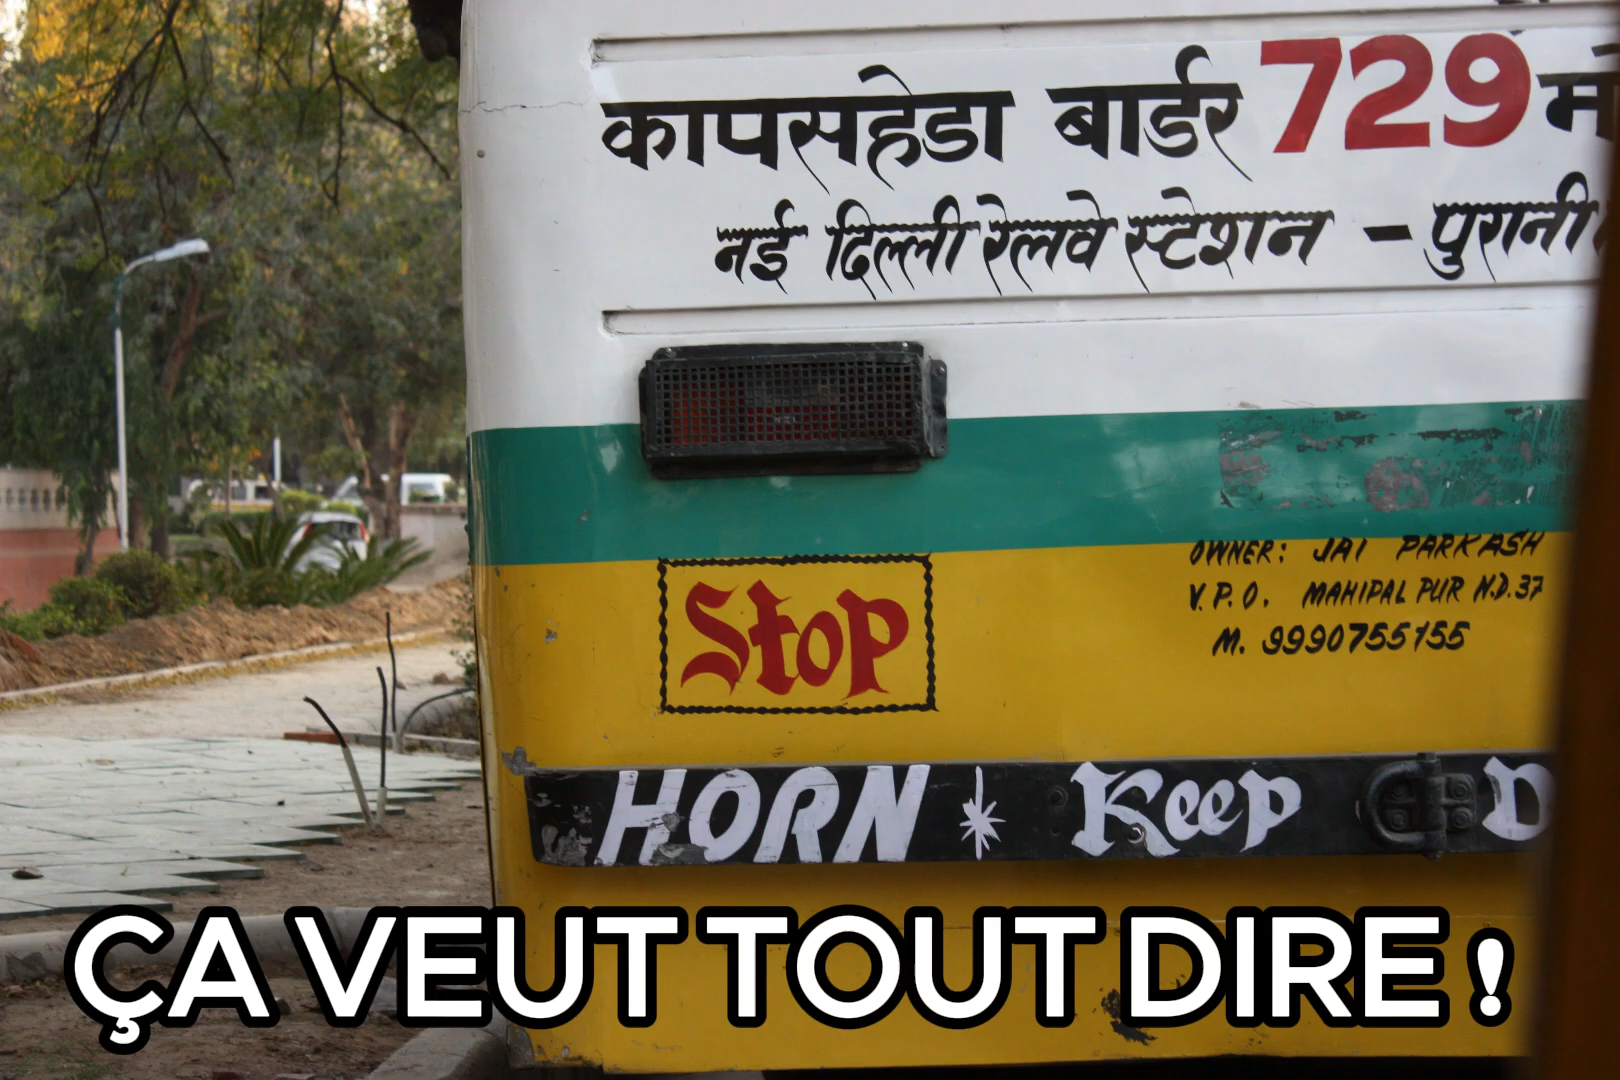 कापसहेडा बार्डर 729
नई दिल्ली रेलवे स्टेशन - पुरानी
Stop
OWNER: JAI PARKASH
V.P.O. MAHIPAL PUR N.D.37
M. 9990755155
HORN Keep
ÇA VEUT TOUT DIRE !